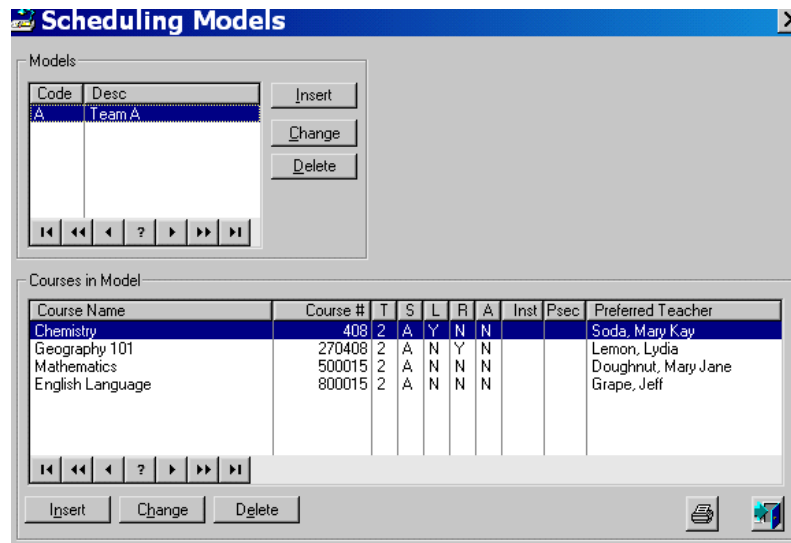 Scheduling Models
Models
Code Desc
A Team A
Insert
Change
Delete
?
Courses in Model
Course Name Course # T S L R A Inst Psec Preferred Teacher
Chemistry 408 2 A Y N N Soda, Mary Kay
Geography 101 270408 2 A N Y N Lemon, Lydia
Mathematics 500015 2 A N N N Doughnut, Mary Jane
English Language 800015 2 A N N N Grape, Jeff
?
Insert Change Delete